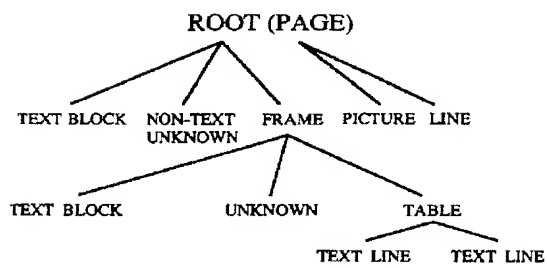 ROOT (PAGE)
TEXT BLOCK NON-TEXT UNKNOWN FRAME PICTURE LINE
TEXT BLOCK UNKNOWN TABLE
TEXT LINE TEXT LINE